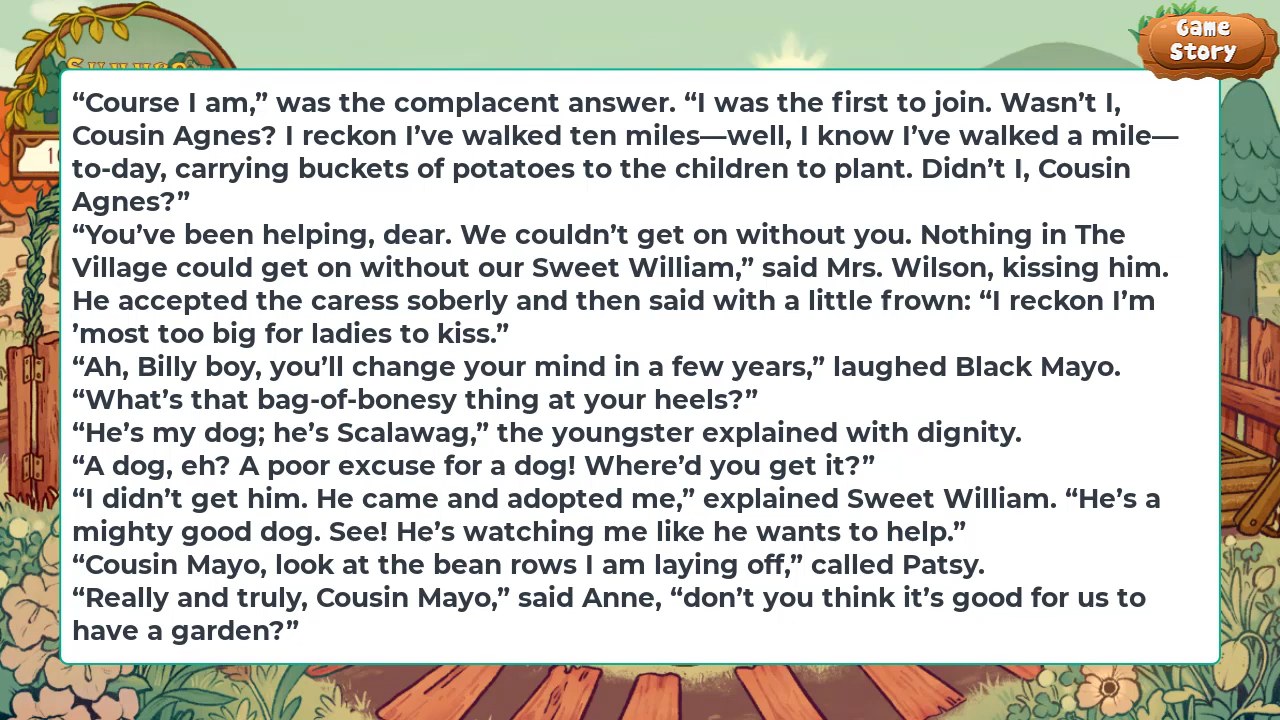 Game
Story
“Course I am,” was the complacent answer. “I was the first to join. Wasn’t I,
Cousin Agnes? I reckon I’ve walked ten miles—well, I know I’ve walked a mile—
to-day, carrying buckets of potatoes to the children to plant. Didn’t I, Cousin
Agnes?”
“You’ve been helping, dear. We couldn’t get on without you. Nothing in The
Village could get on without our Sweet William,” said Mrs. Wilson, kissing him.
He accepted the caress soberly and then said with a little frown: “I reckon I’m
’most too big for ladies to kiss.”
“Ah, Billy boy, you’ll change your mind in a few years,” laughed Black Mayo.
“What’s that bag-of-bonesy thing at your heels?”
“He’s my dog; he’s Scalawag,” the youngster explained with dignity.
“A dog, eh? A poor excuse for a dog! Where’d you get it?”
“I didn’t get him. He came and adopted me,” explained Sweet William. “He’s a
mighty good dog. See! He’s watching me like he wants to help.”
“Cousin Mayo, look at the bean rows I am laying off,” called Patsy.
“Really and truly, Cousin Mayo,” said Anne, “don’t you think it’s good for us to
have a garden?”